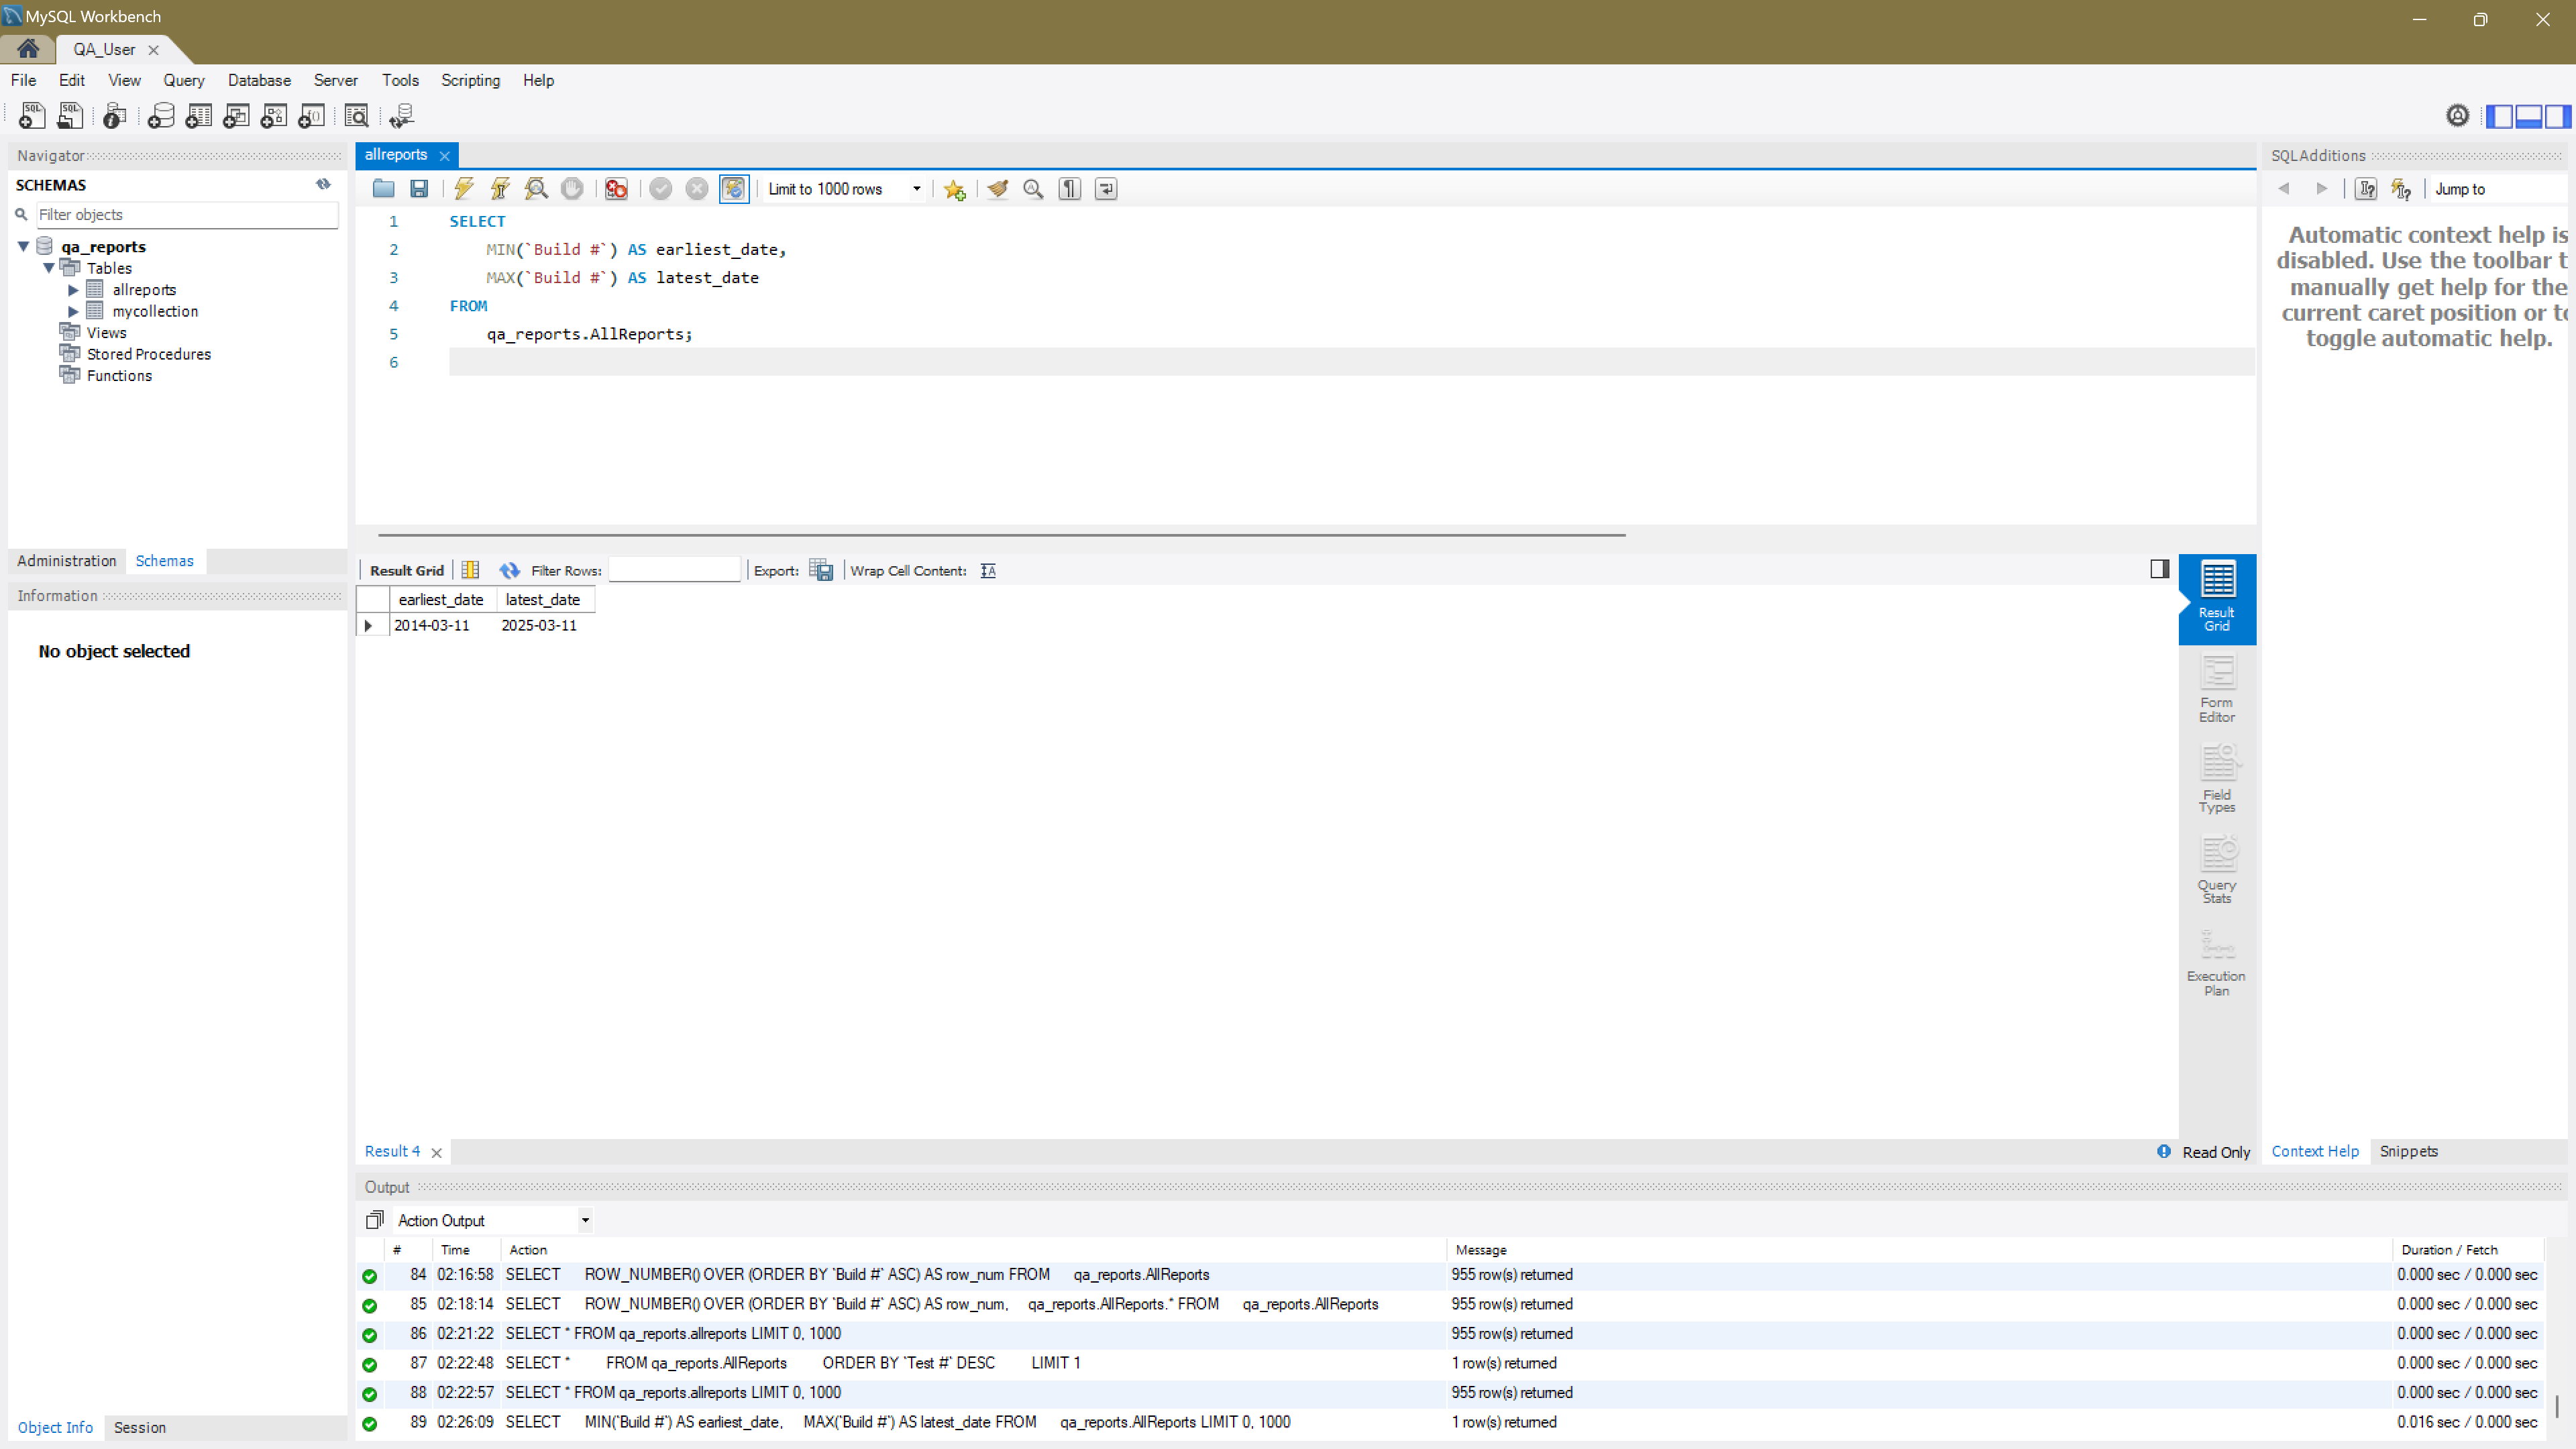 MySQL Workbench
QA_User
File Edit View Query Database Server Tools Scripting Help
Navigator
SCHEMAS
Filter objects
qa_reports
Tables
allreports
mycollection
Views
Stored Procedures
Functions
Administration Schemas
Information
No object selected
Object Info Session
allreports
Limit to 1000 rows
1 SELECT
2 MIN(`Build #`) AS earliest_date,
3 MAX(`Build #`) AS latest_date
4 FROM
5 qa_reports.AllReports;
6
Result Grid Filter Rows: Export: Wrap Cell Content:
earliest_date latest_date
2014-03-11 2025-03-11
Result
Grid
Form
Editor
Field
Types
Query
Stats
Execution
Plan
Result 4 Read Only
SQLAdditions
Jump to
Automatic context help is
disabled. Use the toolbar t
manually get help for the
current caret position or to
toggle automatic help.
Context Help Snippets
Output
Action Output
# Time Action Message Duration / Fetch
84 02:16:58 SELECT ROW_NUMBER() OVER (ORDER BY `Build #` ASC) AS row_num FROM qa_reports.AllReports 955 row(s) returned 0.000 sec / 0.000 sec
85 02:18:14 SELECT ROW_NUMBER() OVER (ORDER BY `Build #` ASC) AS row_num, qa_reports.AllReports.* FROM qa_reports.AllReports 955 row(s) returned 0.000 sec / 0.000 sec
86 02:21:22 SELECT * FROM qa_reports.allreports LIMIT 0, 1000 955 row(s) returned 0.000 sec / 0.000 sec
87 02:22:48 SELECT * FROM qa_reports.AllReports ORDER BY `Test #` DESC LIMIT 1 1 row(s) returned 0.000 sec / 0.000 sec
88 02:22:57 SELECT * FROM qa_reports.allreports LIMIT 0, 1000 955 row(s) returned 0.000 sec / 0.000 sec
89 02:26:09 SELECT MIN(`Build #`) AS earliest_date, MAX(`Build #`) AS latest_date FROM qa_reports.AllReports LIMIT 0, 1000 1 row(s) returned 0.016 sec / 0.000 sec